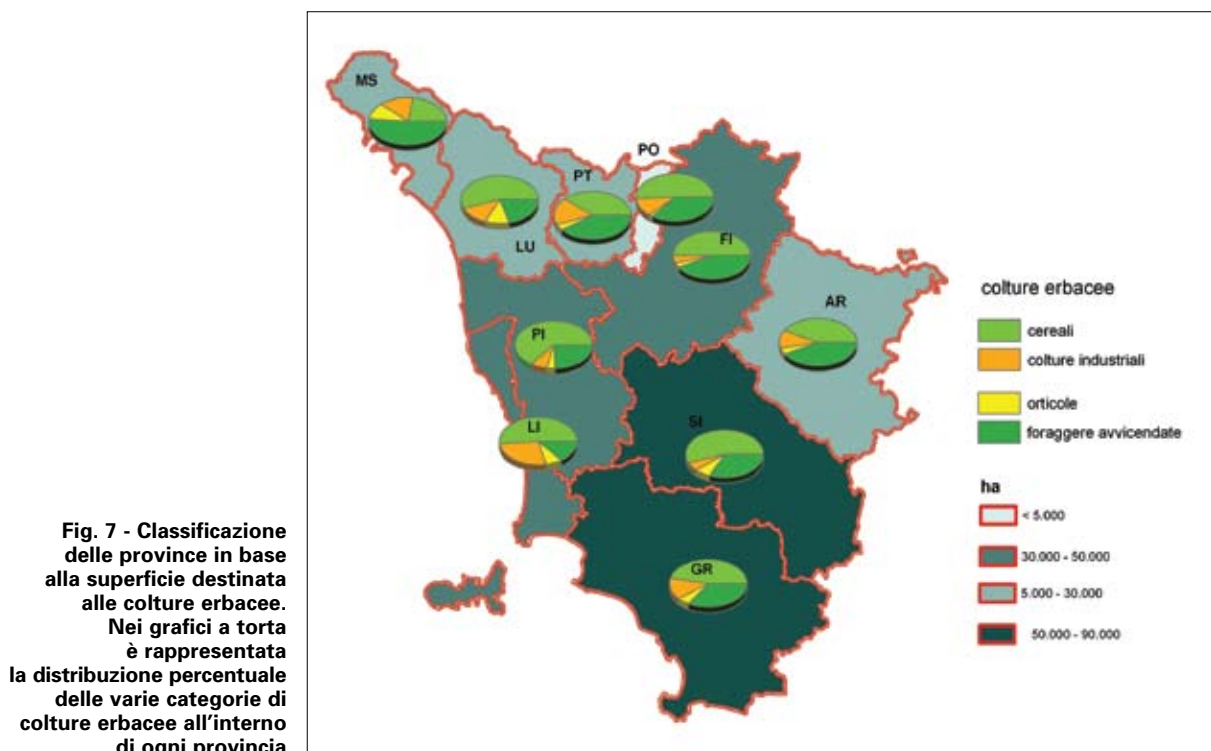 MS
PO
PT
LU
FI
AR
PI
LI
SI
GR
colture erbacee
cereali
colture industriali
orticole
foraggere avvicendate
ha
< 5.000
30.000 - 50.000
5.000 - 30.000
50.000 - 90.000
Fig. 7 - Classificazione
delle province in base
alla superficie destinata
alle colture erbacee.
Nei grafici a torta
è rappresentata
la distribuzione percentuale
delle varie categorie di
colture erbacee all'interno
di ogni provincia